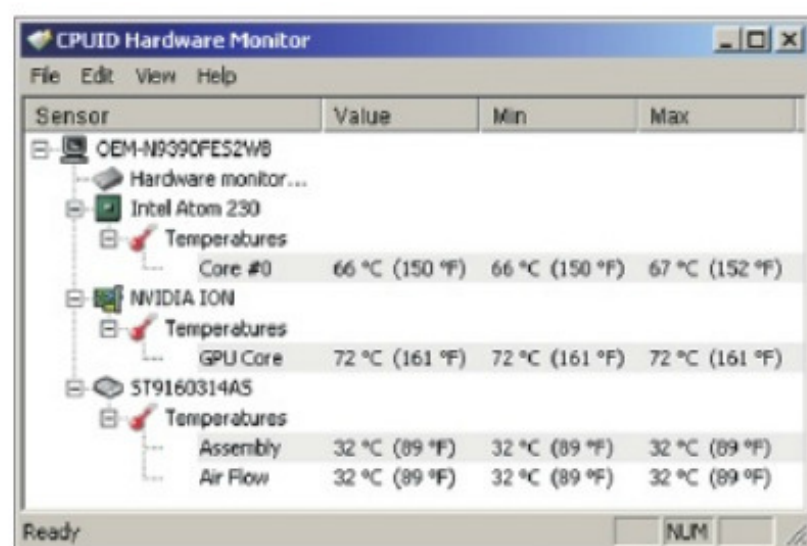 CPUID Hardware Monitor
File Edit View Help
Sensor Value Min Max
OEM-N9390FES2W8
Hardware monitor...
Intel Atom 230
Temperatures
Core #0 66 °C (150 °F) 66 °C (150 °F) 67 °C (152 °F)
NVIDIA ION
Temperatures
GPU Core 72 °C (161 °F) 72 °C (161 °F) 72 °C (161 °F)
ST9160314AS
Temperatures
Assembly 32 °C (89 °F) 32 °C (89 °F) 32 °C (89 °F)
Air Flow 32 °C (89 °F) 32 °C (89 °F) 32 °C (89 °F)
Ready NUM